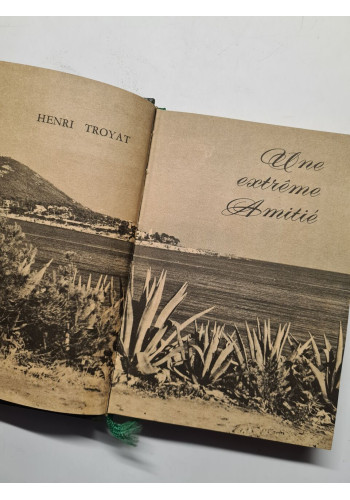 HENRI TROYAT
Une
extrême
Amitié